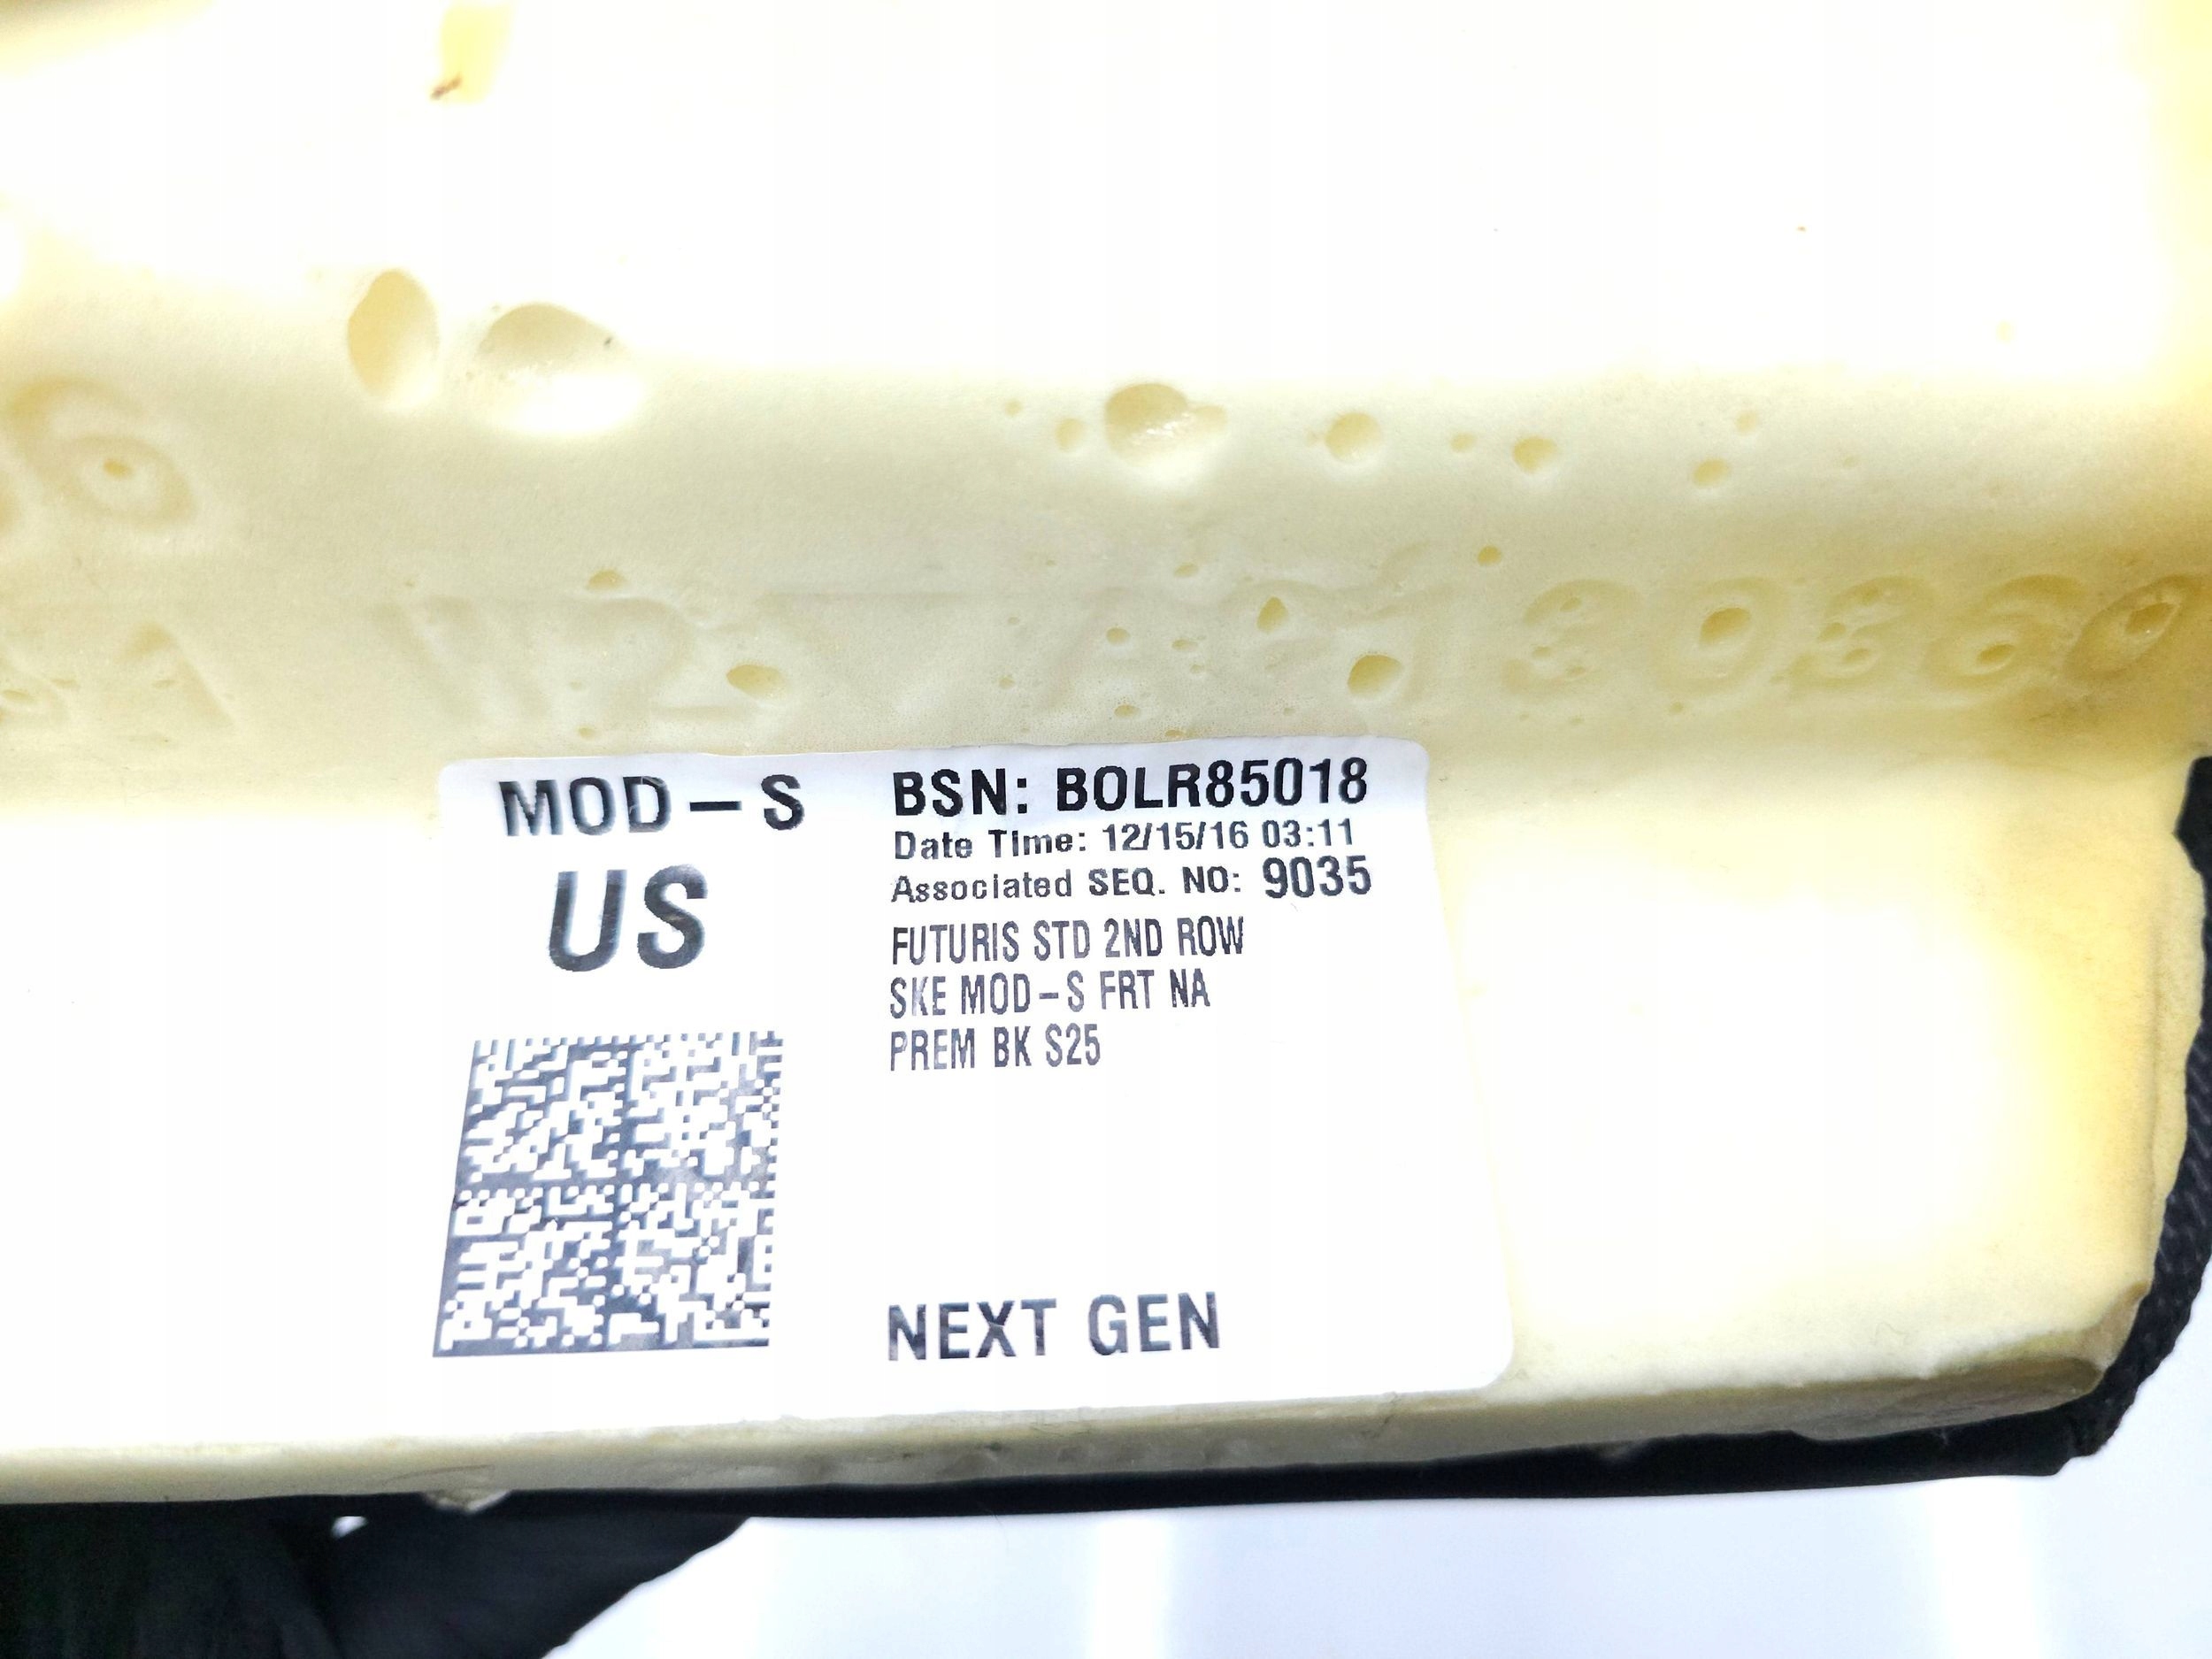 MOD-S
US
BSN: B0LR85018
Date Time: 12/15/16 03:11
Associated SEQ. NO: 9035
FUTURIS STD 2ND ROW
SKE MOD-S FRT NA
PREM BK S25
NEXT GEN